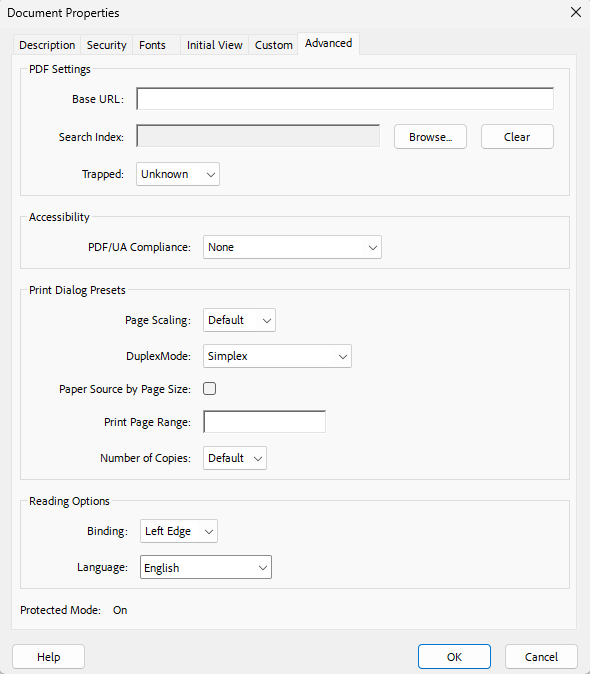 Document Properties
Description Security Fonts Initial View Custom Advanced
PDF Settings
Base URL:
Search Index: Browse... Clear
Trapped: Unknown
Accessibility
PDF/UA Compliance: None
Print Dialog Presets
Page Scaling: Default
DuplexMode: Simplex
Paper Source by Page Size:
Print Page Range:
Number of Copies: Default
Reading Options
Binding: Left Edge
Language: English
Protected Mode: On
Help OK Cancel